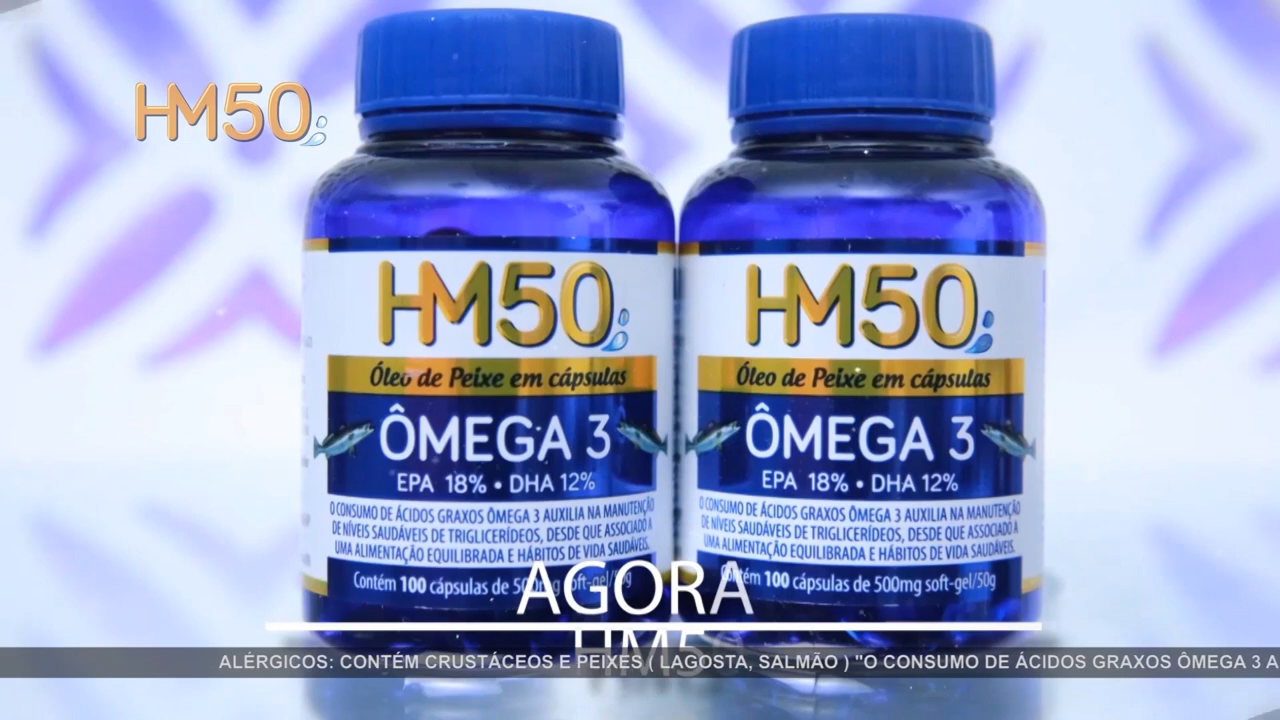 HM50
HM50
Óleo de Peixe em cápsulas
ÔMEGA 3
EPA 18% • DHA 12%
O CONSUMO DE ÁCIDOS GRAXOS ÔMEGA 3 AUXILIA NA MANUTENÇÃO
DE NÍVEIS SAUDÁVEIS DE TRIGLICERÍDEOS, DESDE QUE ASSOCIADO A
UMA ALIMENTAÇÃO EQUILIBRADA E HÁBITOS DE VIDA SAUDÁVEIS.
Contém 100 cápsulas de 500mg soft-gel/50g
HM50
Óleo de Peixe em cápsulas
ÔMEGA 3
EPA 18% • DHA 12%
O CONSUMO DE ÁCIDOS GRAXOS ÔMEGA 3 AUXILIA NA MANUTENÇÃO
DE NÍVEIS SAUDÁVEIS DE TRIGLICERÍDEOS, DESDE QUE ASSOCIADO A
UMA ALIMENTAÇÃO EQUILIBRADA E HÁBITOS DE VIDA SAUDÁVEIS.
Contém 100 cápsulas de 500mg soft-gel/50g
AGORA
HM50
ALÉRGICOS: CONTÉM CRUSTÁCEOS E PEIXES ( LAGOSTA, SALMÃO ) "O CONSUMO DE ÁCIDOS GRAXOS ÔMEGA 3 A